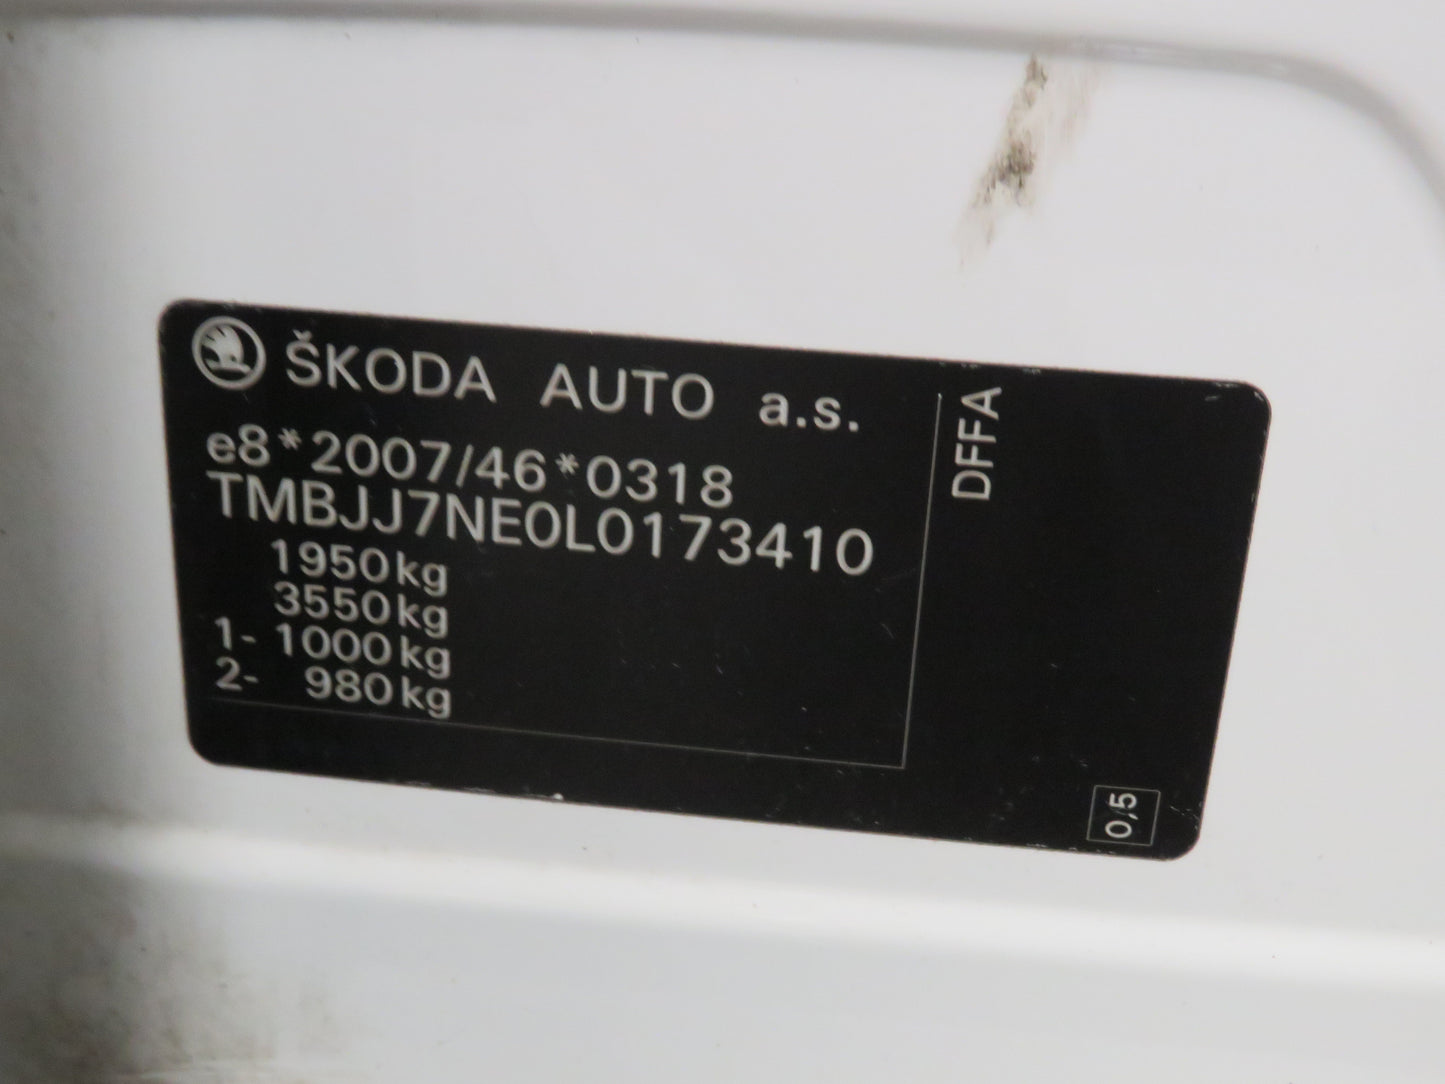 ŠKODA AUTO a.s.
e8*2007/46*0318
TMBJJ7NE0L0173410
1950kg
3550kg
1- 1000kg
2- 980kg
DFFA
0,5